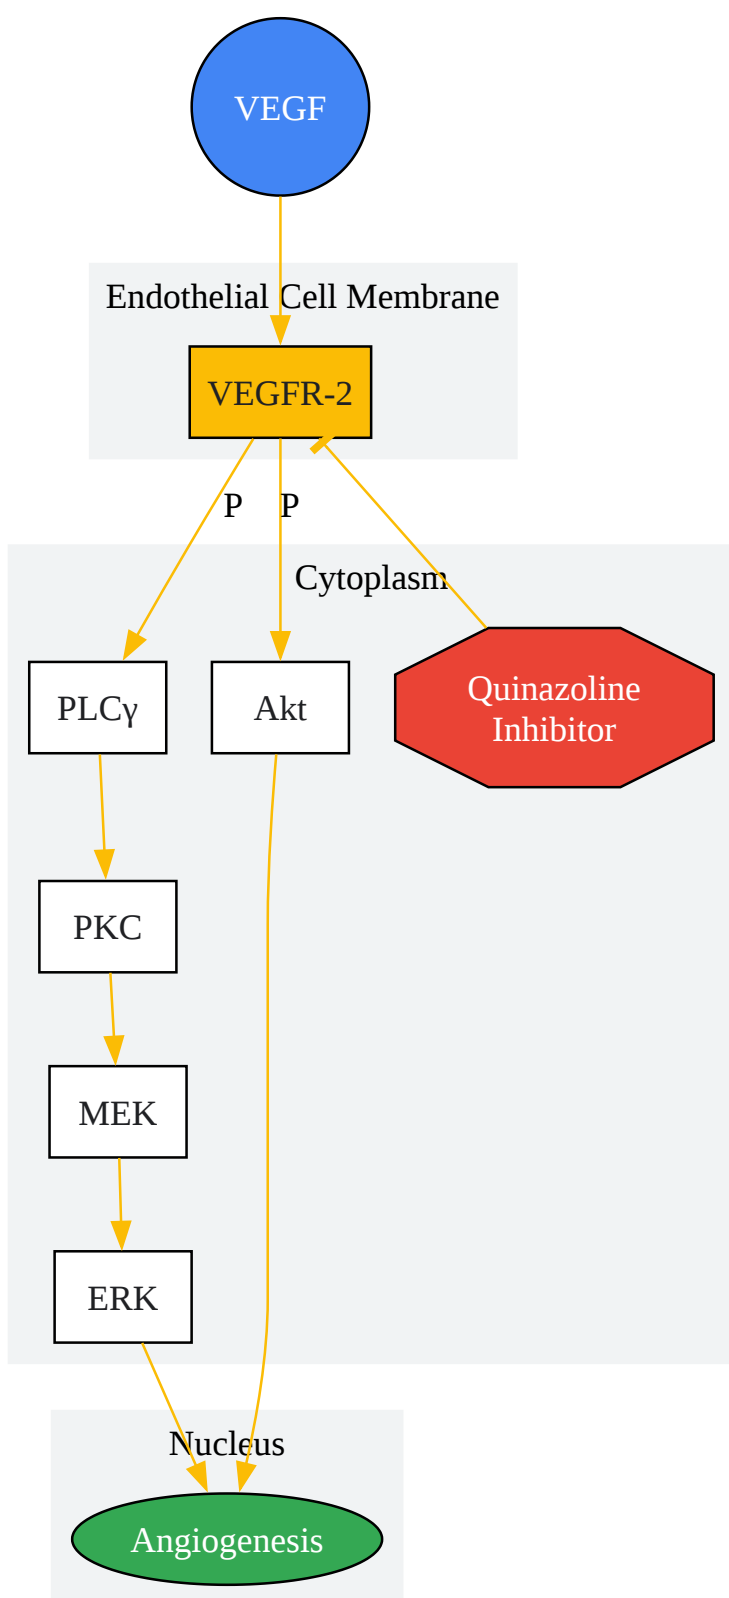 VEGF
Endothelial Cell Membrane
VEGFR-2
P
P
Cytoplasm
PLCγ
Akt
Quinazoline
Inhibitor
PKC
MEK
ERK
Nucleus
Angiogenesis